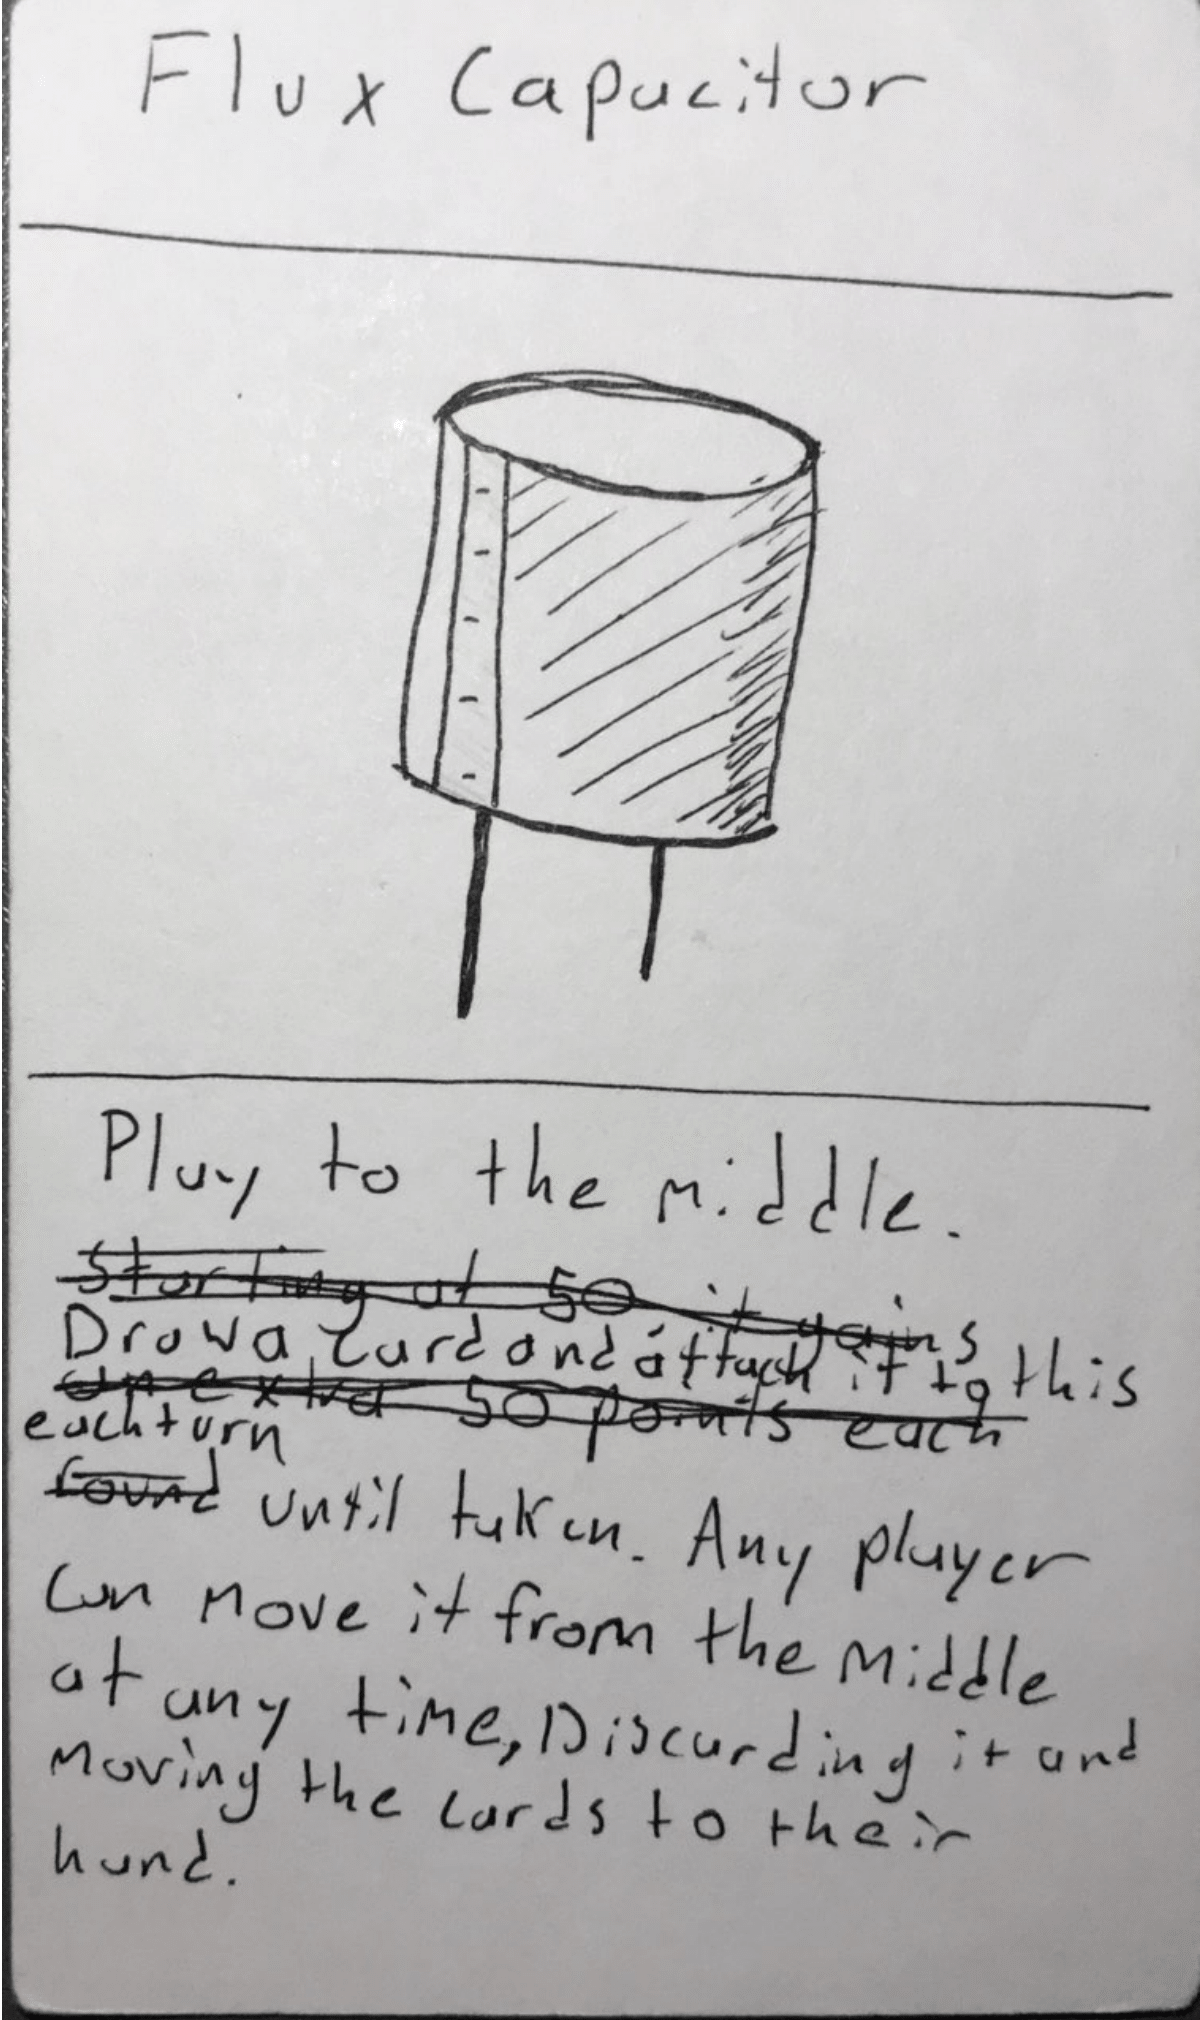 Flux Capacitor
Play to the middle.
Starting at 50 it gains
Draw a card and attach it to this
an extra 50 points each
each turn
round until taken. Any player
can move it from the middle
at any time, Discarding it and
moving the cards to their
hand.